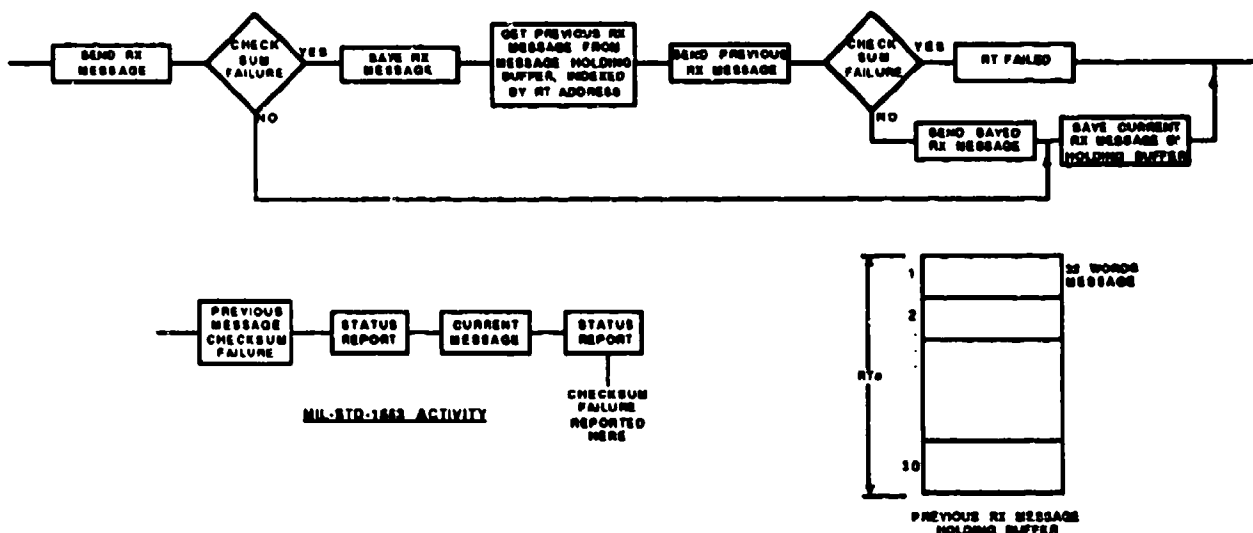 SEND RX
MESSAGE
CHECK
SUM
FAILURE
YES
NO
SAVE RX
MESSAGE
GET PREVIOUS RX
MESSAGE FROM
MESSAGE HOLDING
BUFFER, INDEXED
BY RT ADDRESS
SEND PREVIOUS
RX MESSAGE
CHECK
SUM
FAILURE
YES
NO
RT FAILED
SEND SAVED
RX MESSAGE
SAVE CURRENT
RX MESSAGE
HOLDING BUFFER
PREVIOUS
MESSAGE
CHECKSUM
FAILURE
STATUS
REPORT
CURRENT
MESSAGE
STATUS
REPORT
CHECKSUM
FAILURE
REPORTED
HERE
MIL-STD-1553 ACTIVITY
RTs
1
2
WORDS
MESSAGE
PREVIOUS RX MESSAGE
HOLDING BUFFER